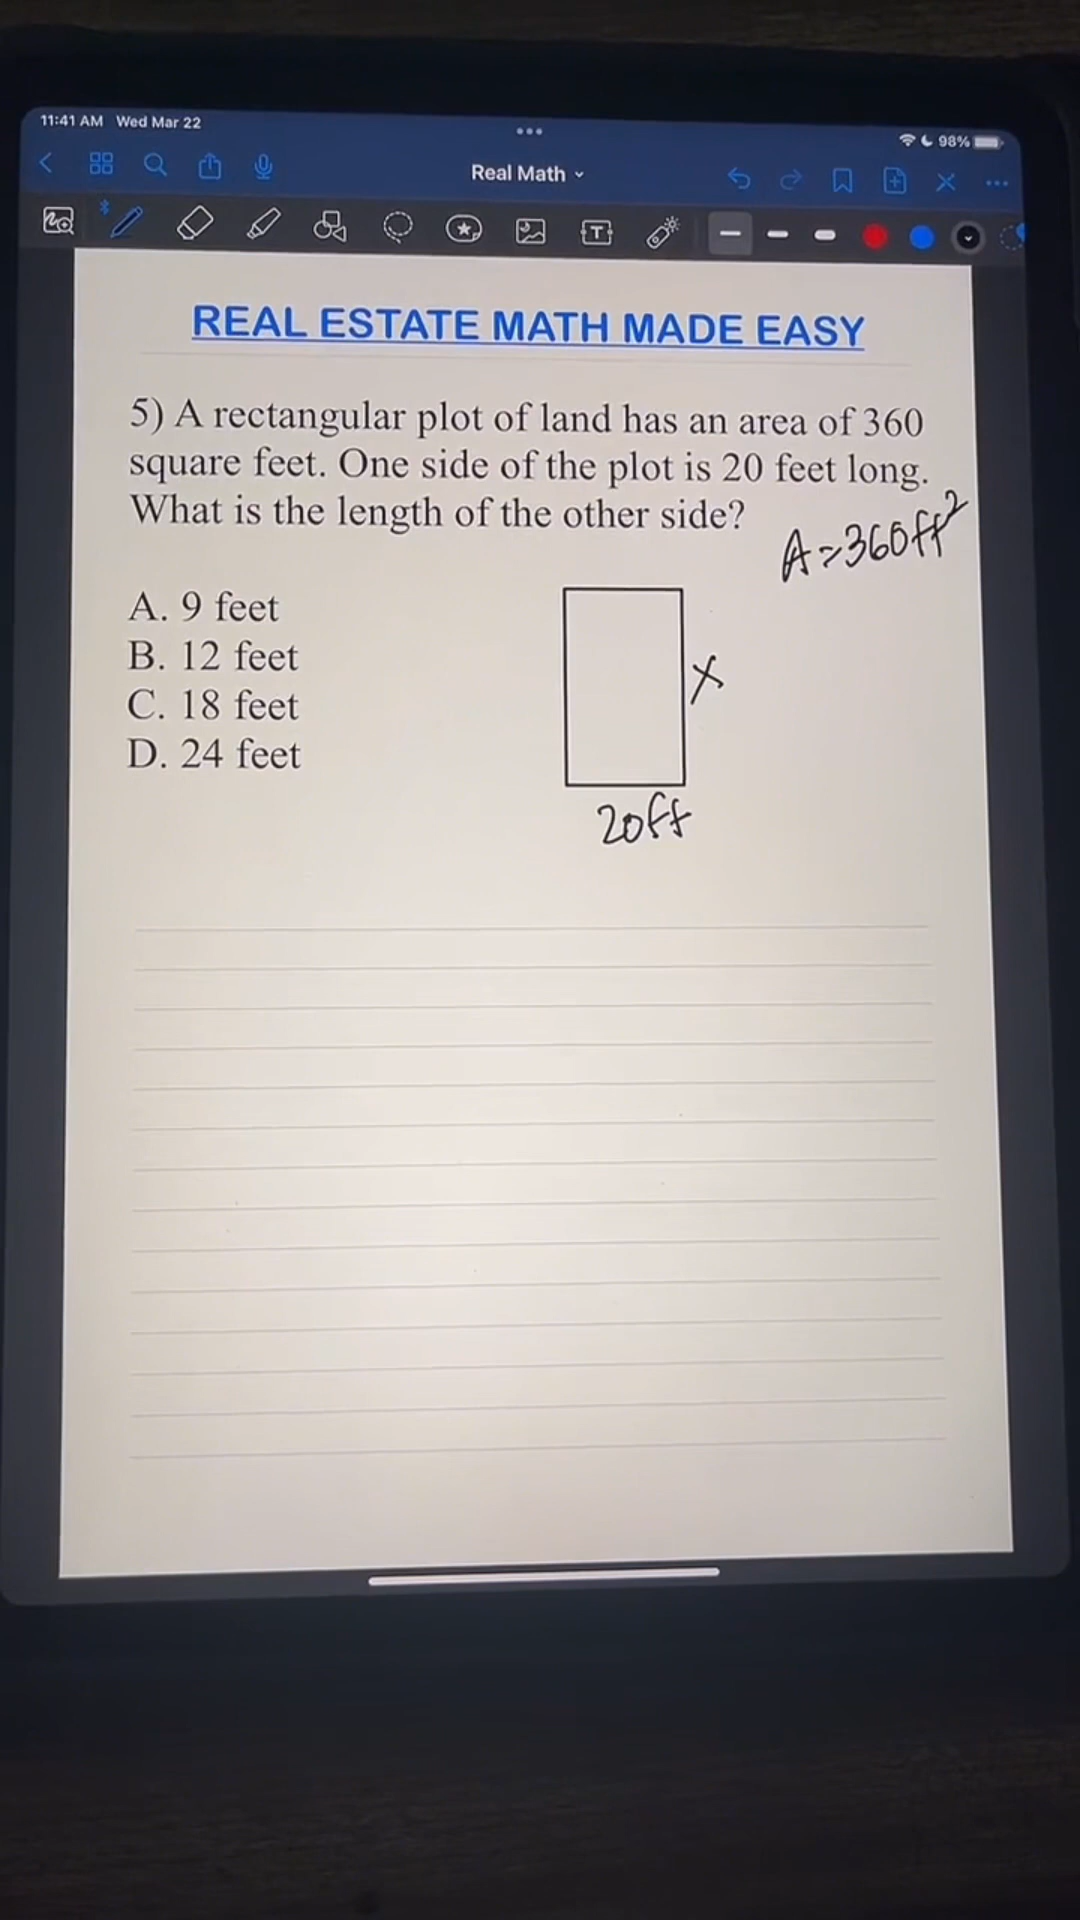 11:41 AM Wed Mar 22
98%
Real Math
REAL ESTATE MATH MADE EASY
5) A rectangular plot of land has an area of 360
square feet. One side of the plot is 20 feet long.
What is the length of the other side?
A=360ft²
A. 9 feet
B. 12 feet
C. 18 feet
D. 24 feet
X
20ft